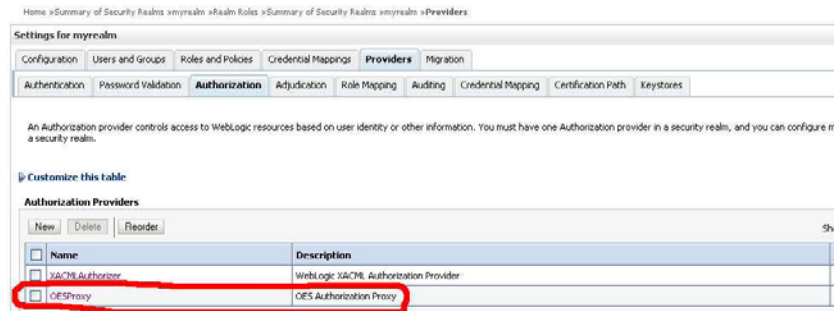 Home >Summary of Security Realms >myrealm >Realm Roles >Summary of Security Realms >myrealm >Providers
Settings for myrealm
Configuration Users and Groups Roles and Policies Credential Mappings Providers Migration
Authentication Password Validation Authorization Adjudication Role Mapping Auditing Credential Mapping Certification Path Keystores
An Authorization provider controls access to WebLogic resources based on user identity or other information. You must have one Authorization provider in a security realm, and you can configure m
a security realm.
Customize this table
Authorization Providers
New Delete Reorder Sh
Name Description
XACMLAuthorizer WebLogic XACML Authorization Provider
OESProxy OES Authorization Proxy